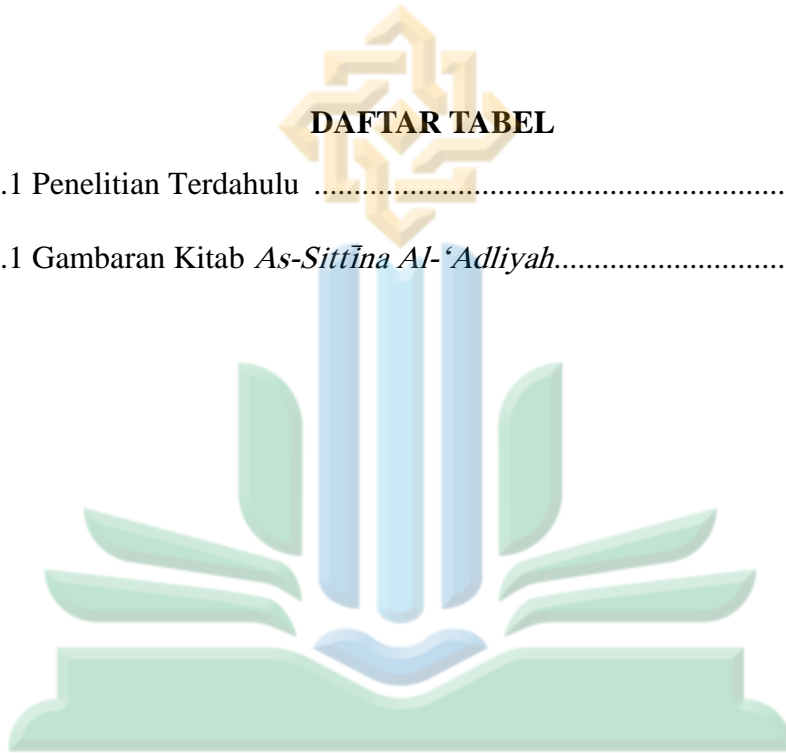 DAFTAR TABEL
.1 Penelitian Terdahulu ............................................................
.1 Gambaran Kitab As-Sittīna Al-‘Adliyah.............................